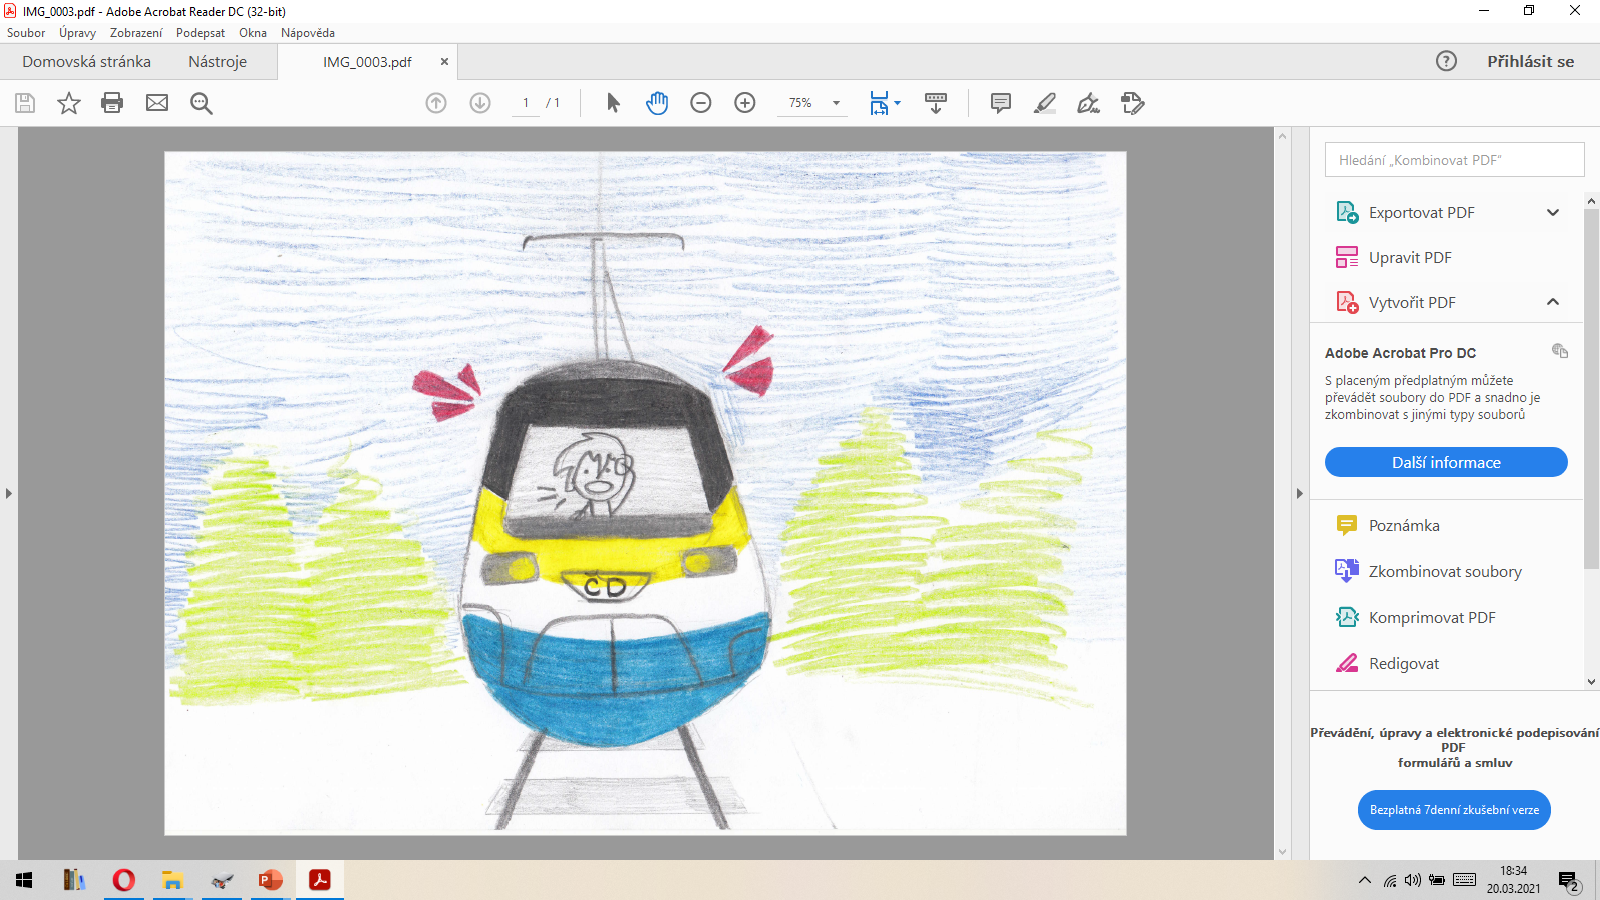 IMG_0003.pdf - Adobe Acrobat Reader DC (32-bit)
Soubor Úpravy Zobrazení Podepsat Okna Nápověda
Domovská stránka Nástroje IMG_0003.pdf × Přihlásit se
1 / 1 75%
ČD
Hledání „Kombinovat PDF“
Exportovat PDF
Upravit PDF
Vytvořit PDF
Adobe Acrobat Pro DC
S placeným předplatným můžete
převádět soubory do PDF a snadno je
zkombinovat s jinými typy souborů
Další informace
Poznámka
Zkombinovat soubory
Komprimovat PDF
Redigovat
Převádění, úpravy a elektronické podepisování
PDF
formulářů a smluv
Bezplatná 7denní zkušební verze
18:34
20.03.2021
2